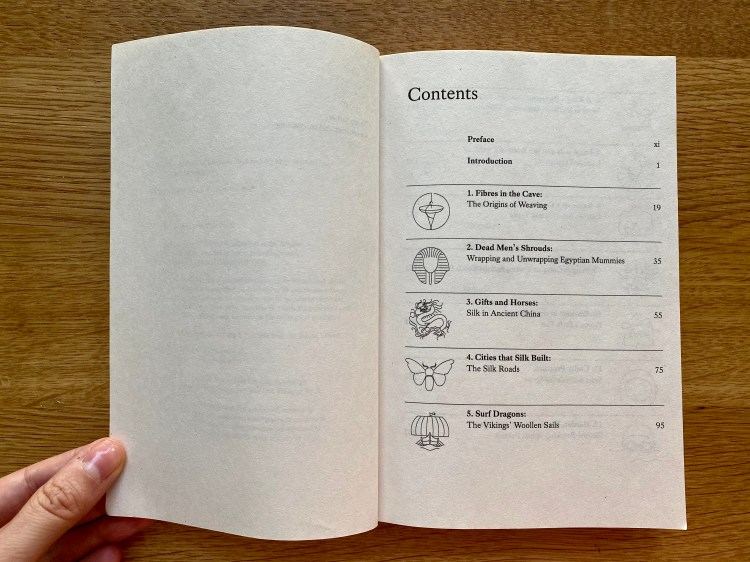 Contents
Preface xi
Introduction 1
1. Fibres in the Cave:
The Origins of Weaving 19
2. Dead Men's Shrouds:
Wrapping and Unwrapping Egyptian Mummies 35
3. Gifts and Horses:
Silk in Ancient China 55
4. Cities that Silk Built:
The Silk Roads 75
5. Surf Dragons:
The Vikings' Woollen Sails 95